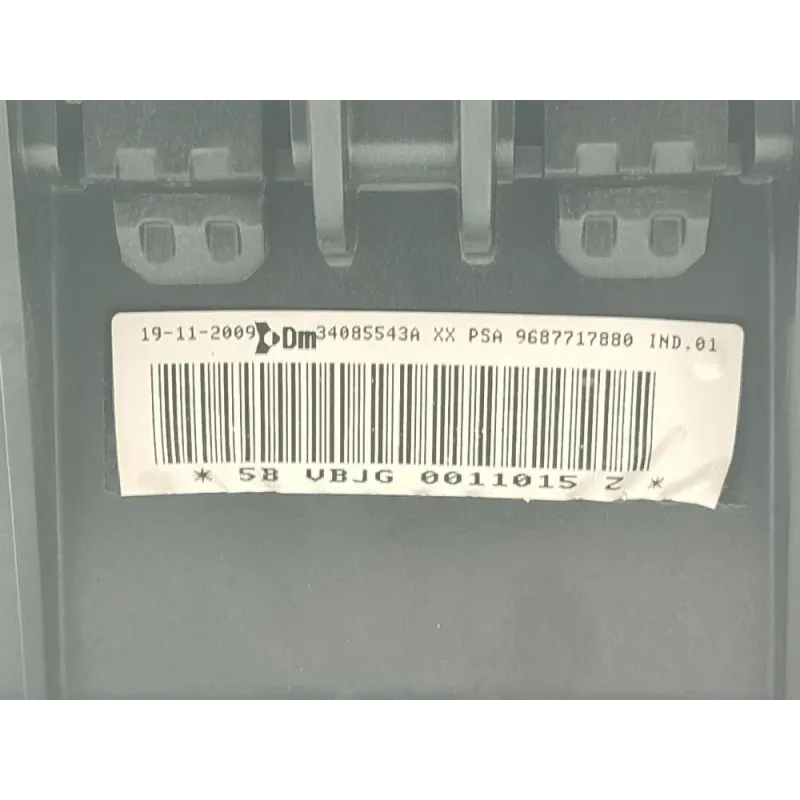 19-11-2009 Dm 34085543A XX PSA 9687717880 IND.01
* 5B VBJG 0011015 Z *